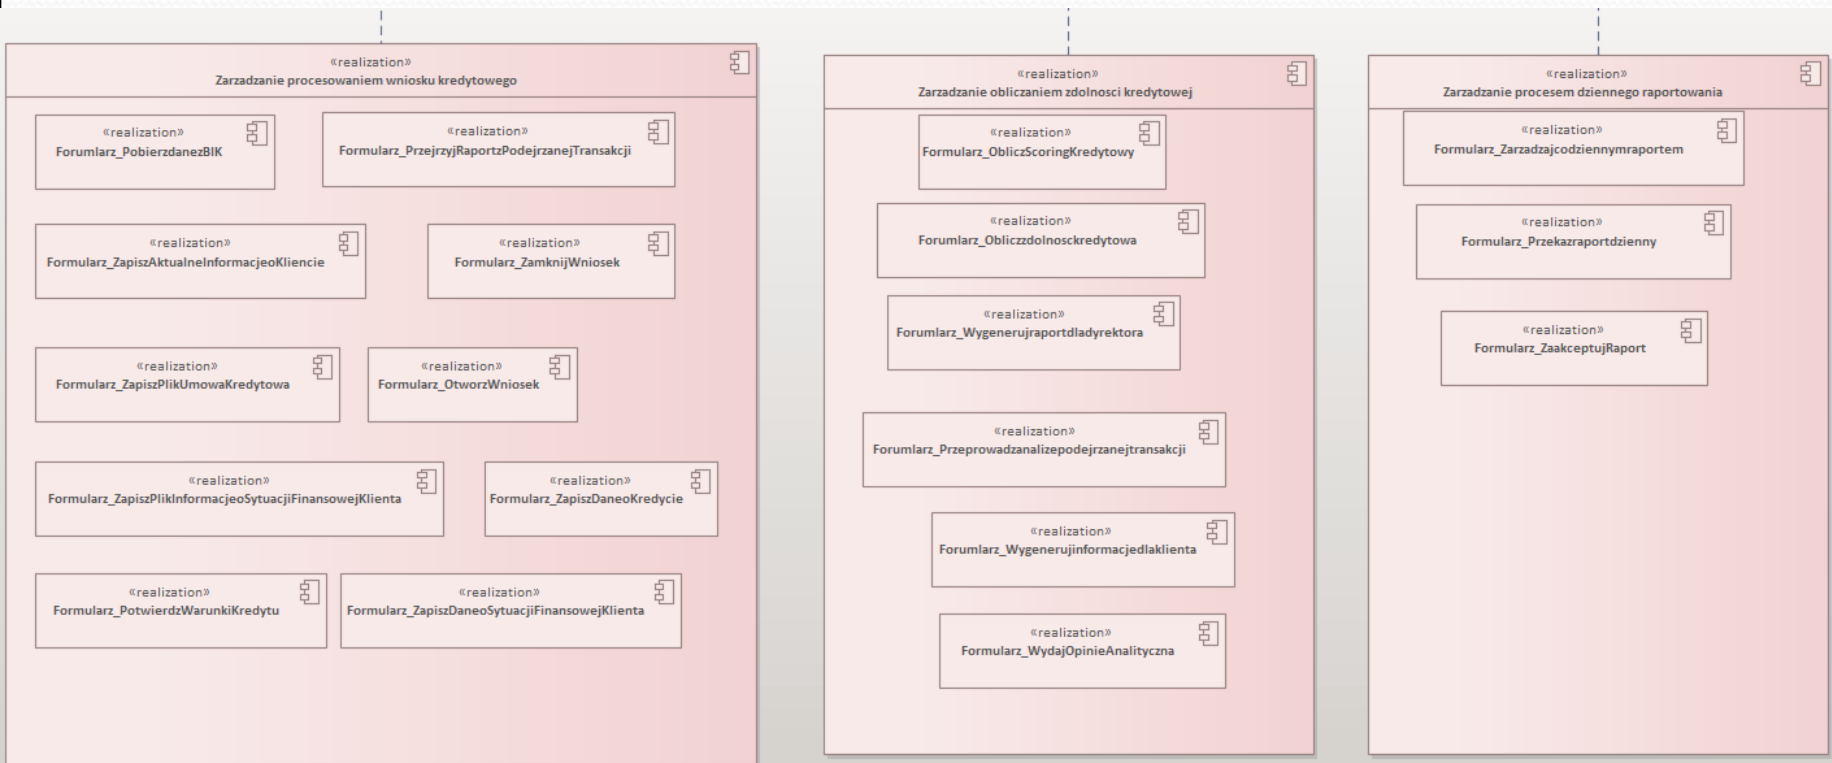 «realization»
Zarzadzanie procesowaniem wniosku kredytowego
«realization»
Forumlarz_PobierzdanezBIK
«realization»
Formularz_PrzejrzyjRaportzPodejrzanejTransakcji
«realization»
Formularz_ZapiszAktualneInformacjeoKliencie
«realization»
Formularz_ZamknijWniosek
«realization»
Formularz_ZapiszPlikUmowaKredytowa
«realization»
Formularz_OtworzWniosek
«realization»
Formularz_ZapiszPlikInformacjeoSytuacjiFinansowejKlienta
«realization»
Formularz_ZapiszDaneoKredycie
«realization»
Formularz_PotwierdzWarunkiKredytu
«realization»
Formularz_ZapiszDaneoSytuacjiFinansowejKlienta
«realization»
Zarzadzanie obliczaniem zdolnosci kredytowej
«realization»
Formularz_ObliczScoringKredytowy
«realization»
Forumlarz_Obliczzdolnosckredytowa
«realization»
Forumlarz_Wygenerujraportdladyrektora
«realization»
Forumlarz_Przeprowadzanalizepodejrzanejtransakcji
«realization»
Forumlarz_Wygenerujinformacjedlaklienta
«realization»
Formularz_WydajOpinieAnalityczna
«realization»
Zarzadzanie procesem dziennego raportowania
«realization»
Formularz_Zarzadzajcodziennymraportem
«realization»
Formularz_Przekazraportdzienny
«realization»
Formularz_ZaakceptujRaport